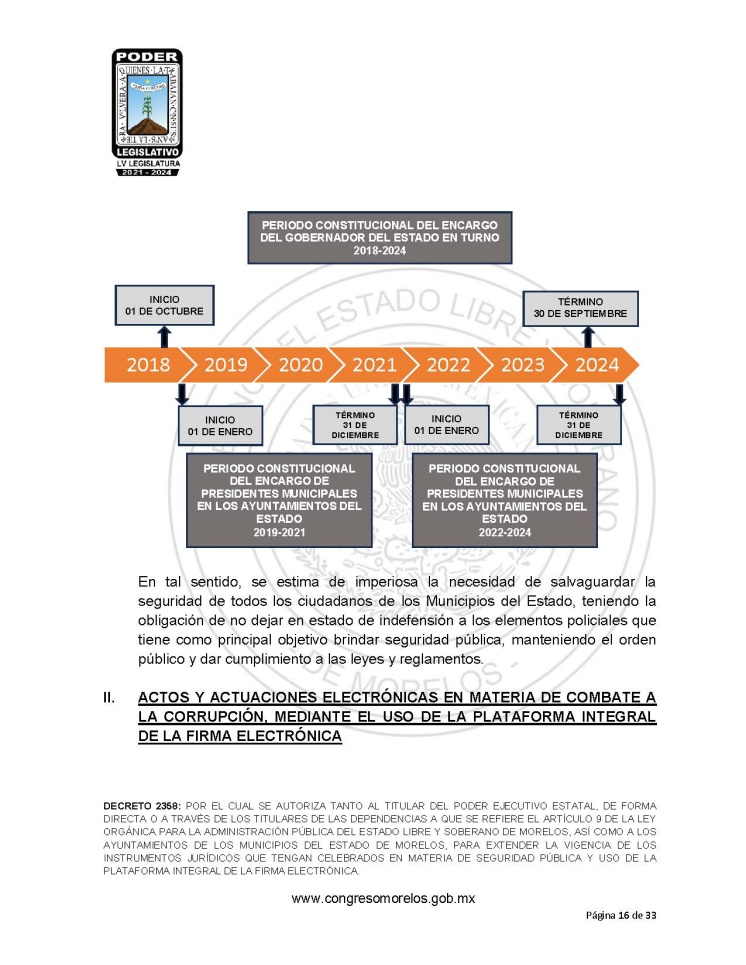 PODER
QUIENES LA T
LEGISLATIVO
LV LEGISLATURA
2021 - 2024
PERIODO CONSTITUCIONAL DEL ENCARGO
DEL GOBERNADOR DEL ESTADO EN TURNO
2018-2024
INICIO
01 DE OCTUBRE
TÉRMINO
30 DE SEPTIEMBRE
2018 2019 2020 2021 2022 2023 2024
INICIO
01 DE ENERO
TÉRMINO
31 DE
DICIEMBRE
INICIO
01 DE ENERO
TÉRMINO
31 DE
DICIEMBRE
PERIODO CONSTITUCIONAL
DEL ENCARGO DE
PRESIDENTES MUNICIPALES
EN LOS AYUNTAMIENTOS DEL
ESTADO
2019-2021
PERIODO CONSTITUCIONAL
DEL ENCARGO DE
PRESIDENTES MUNICIPALES
EN LOS AYUNTAMIENTOS DEL
ESTADO
2022-2024
En tal sentido, se estima de imperiosa la necesidad de salvaguardar la
seguridad de todos los ciudadanos de los Municipios del Estado, teniendo la
obligación de no dejar en estado de indefensión a los elementos policiales que
tiene como principal objetivo brindar seguridad pública, manteniendo el orden
público y dar cumplimiento a las leyes y reglamentos.
II. ACTOS Y ACTUACIONES ELECTRÓNICAS EN MATERIA DE COMBATE A
LA CORRUPCIÓN, MEDIANTE EL USO DE LA PLATAFORMA INTEGRAL
DE LA FIRMA ELECTRÓNICA
DECRETO 2358: POR EL CUAL SE AUTORIZA TANTO AL TITULAR DEL PODER EJECUTIVO ESTATAL, DE FORMA
DIRECTA O A TRAVÉS DE LOS TITULARES DE LAS DEPENDENCIAS A QUE SE REFIERE EL ARTÍCULO 9 DE LA LEY
ORGÁNICA PARA LA ADMINISTRACIÓN PÚBLICA DEL ESTADO LIBRE Y SOBERANO DE MORELOS, ASÍ COMO A LOS
AYUNTAMIENTOS DE LOS MUNICIPIOS DEL ESTADO DE MORELOS, PARA EXTENDER LA VIGENCIA DE LOS
INSTRUMENTOS JURÍDICOS QUE TENGAN CELEBRADOS EN MATERIA DE SEGURIDAD PÚBLICA Y USO DE LA
PLATAFORMA INTEGRAL DE LA FIRMA ELECTRÓNICA.
www.congresomorelos.gob.mx
Página 16 de 33